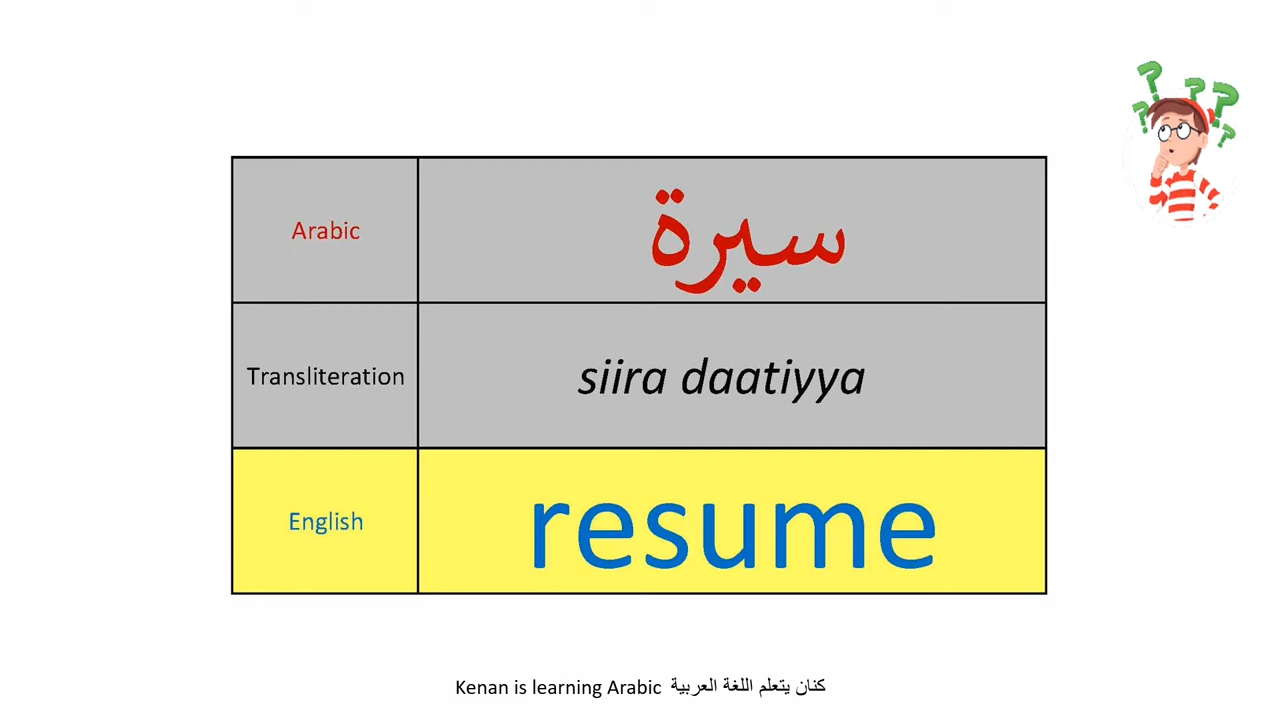 Arabic سيرة
Transliteration siira daatiyya
English resume
Kenan is learning Arabic كنان يتعلم اللغة العربية